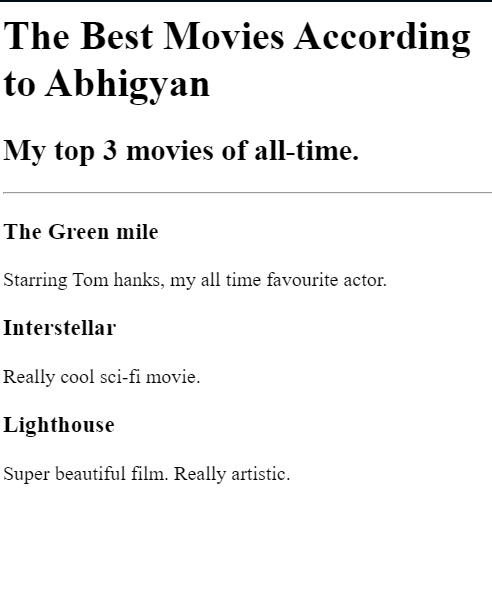 The Best Movies According
to Abhigyan
My top 3 movies of all-time.
The Green mile
Starring Tom hanks, my all time favourite actor.
Interstellar
Really cool sci-fi movie.
Lighthouse
Super beautiful film. Really artistic.